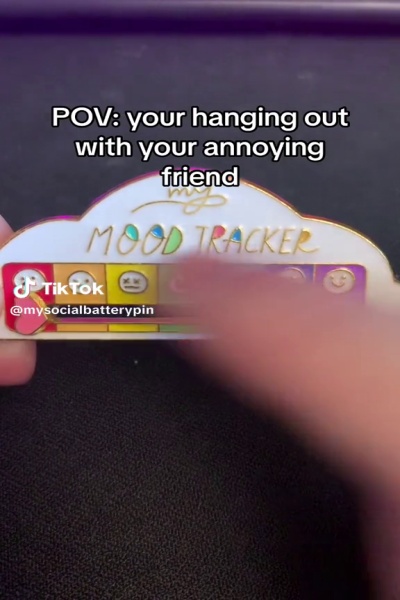 POV: your hanging out
with your annoying
friend
my
MOOD TRACKER
TikTok
@mysocialbatterypin